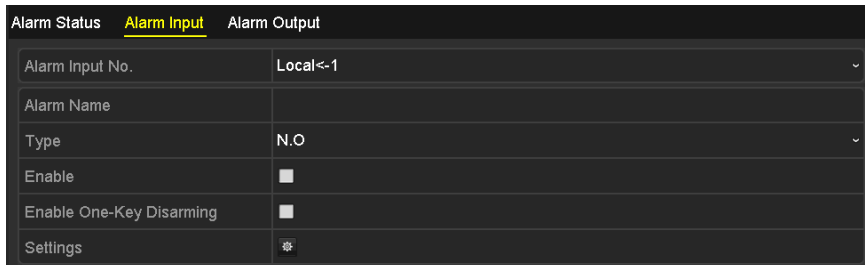 Alarm Status Alarm Input Alarm Output
Alarm Input No. Local<-1
Alarm Name
Type N.O
Enable
Enable One-Key Disarming
Settings